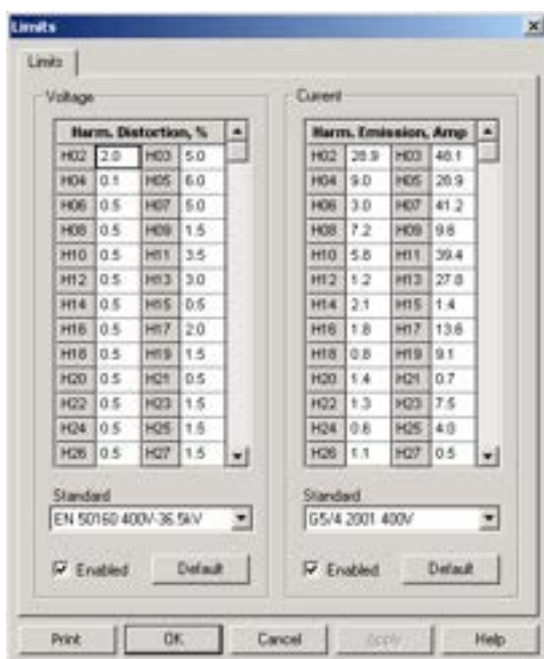 Limits
Limits
Voltage
Harm. Distortion, %
H02 2.0 H03 5.0
H04 0.1 H05 6.0
H06 0.5 H07 5.0
H08 0.5 H09 1.5
H10 0.5 H11 3.5
H12 0.5 H13 3.0
H14 0.5 H15 0.5
H16 0.5 H17 2.0
H18 0.5 H19 1.5
H20 0.5 H21 0.5
H22 0.5 H23 1.5
H24 0.5 H25 1.5
H26 0.5 H27 1.5
Standard
EN 50160 400V-36.5kV
Enabled
Default
Current
Harm. Emission, Amp
H02 28.9 H03 48.1
H04 9.0 H05 28.9
H06 3.0 H07 41.2
H08 7.2 H09 9.6
H10 5.8 H11 39.4
H12 1.2 H13 27.8
H14 2.1 H15 1.4
H16 1.8 H17 13.6
H18 0.8 H19 9.1
H20 1.4 H21 0.7
H22 1.3 H23 7.5
H24 0.6 H25 4.0
H26 1.1 H27 0.5
Standard
G5/4 2001 400V
Enabled
Default
Print
OK
Cancel
Apply
Help